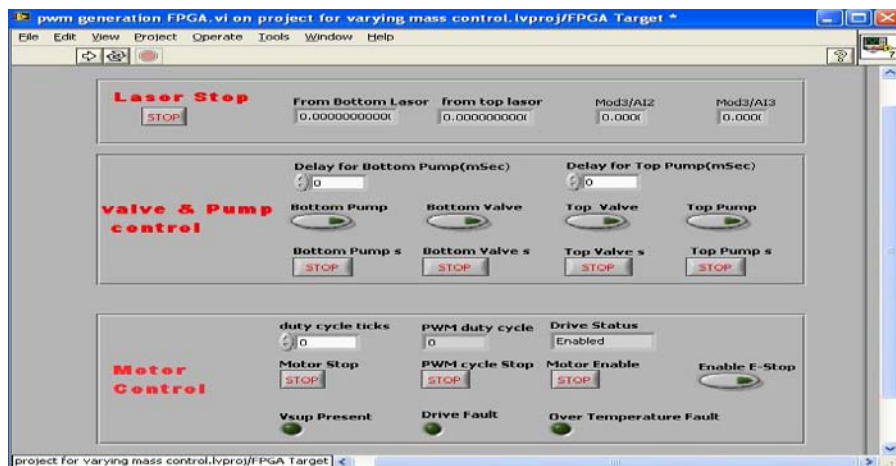 pwm generation FPGA.vi on project for varying mass control.lvproj/FPGA Target *
File Edit View Project Operate Tools Window Help
Lasor Stop
STOP
From Bottom Lasor
from top lasor
Mod3/AI2
Mod3/AI3
0.0000000000
0.000000000
0.000
0.000
valve & Pump
control
Delay for Bottom Pump(mSec)
Delay for Top Pump(mSec)
0
0
Bottom Pump
Bottom Valve
Top Valve
Top Pump
Bottom Pump s
Bottom Valve s
Top Valve s
Top Pump s
STOP
STOP
STOP
STOP
Motor
Control
duty cycle ticks
PWM duty cycle
Drive Status
0
0
Enabled
Motor Stop
PWM cycle Stop
Motor Enable
Enable E-Stop
STOP
STOP
STOP
Vsup Present
Drive Fault
Over Temperature Fault
project for varying mass control.lvproj/FPGA Target